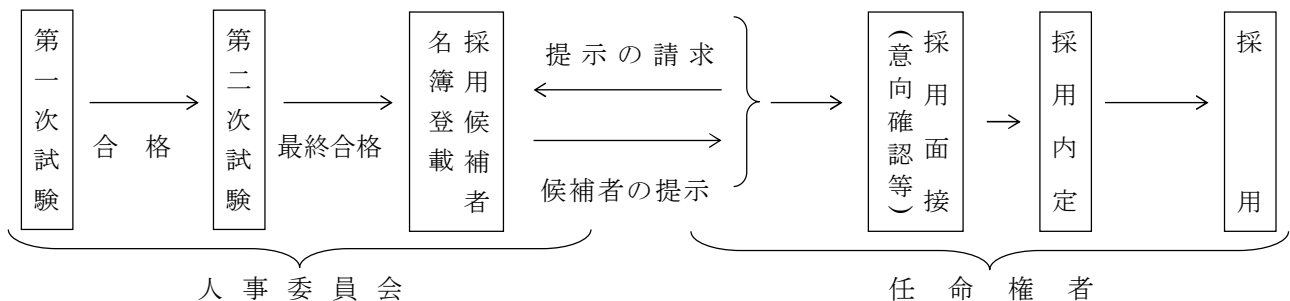 第一次試験
合格
第二次試験
最終合格
採用候補者
名簿登載
提示の請求
候補者の提示
採用面接
（意向確認等）
採用内定
採用
人事委員会
任命権者